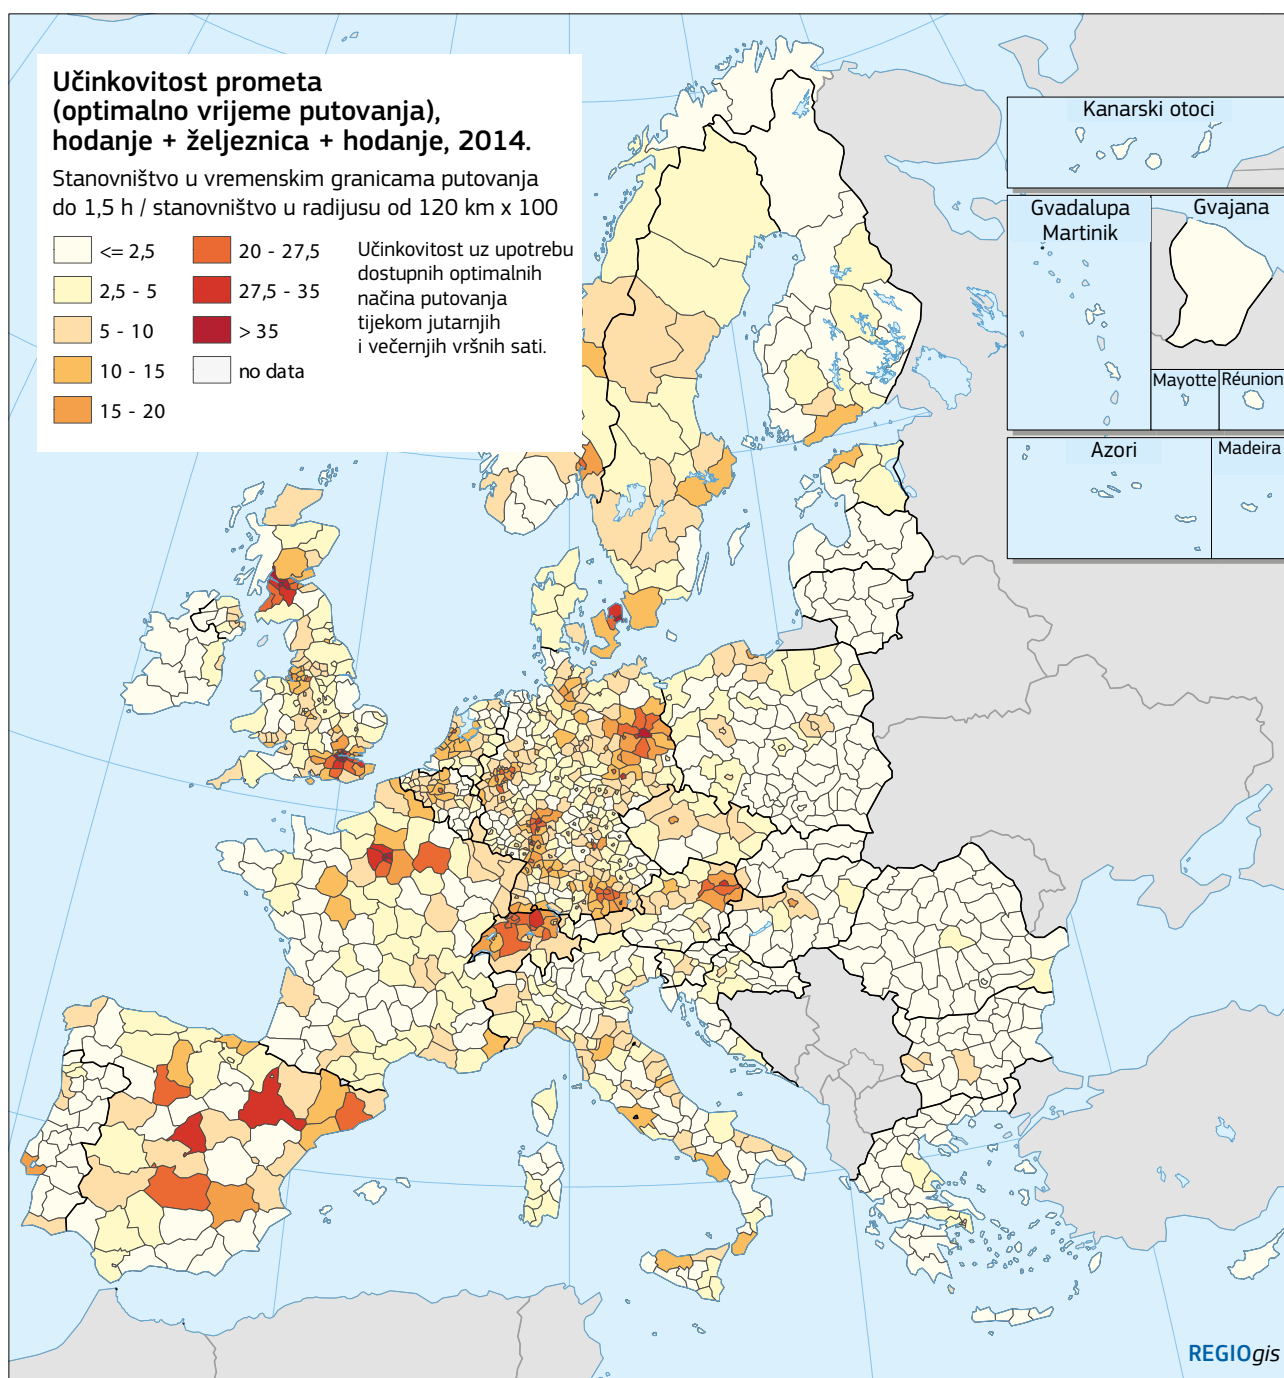 Učinkovitost prometa
(optimalno vrijeme putovanja),
hodanje + željeznica + hodanje, 2014.
Stanovništvo u vremenskim granicama putovanja
do 1,5 h / stanovništvo u radijusu od 120 km x 100
<= 2,5
2,5 - 5
5 - 10
10 - 15
15 - 20
20 - 27,5
27,5 - 35
> 35
no data
Učinkovitost uz upotrebu
dostupnih optimalnih
načina putovanja
tijekom jutarnjih
i večernjih vršnih sati.
Kanarski otoci
Gvadalupa
Martinik
Gvajana
Mayotte
Réunion
Azori
Madeira
REGIOgis